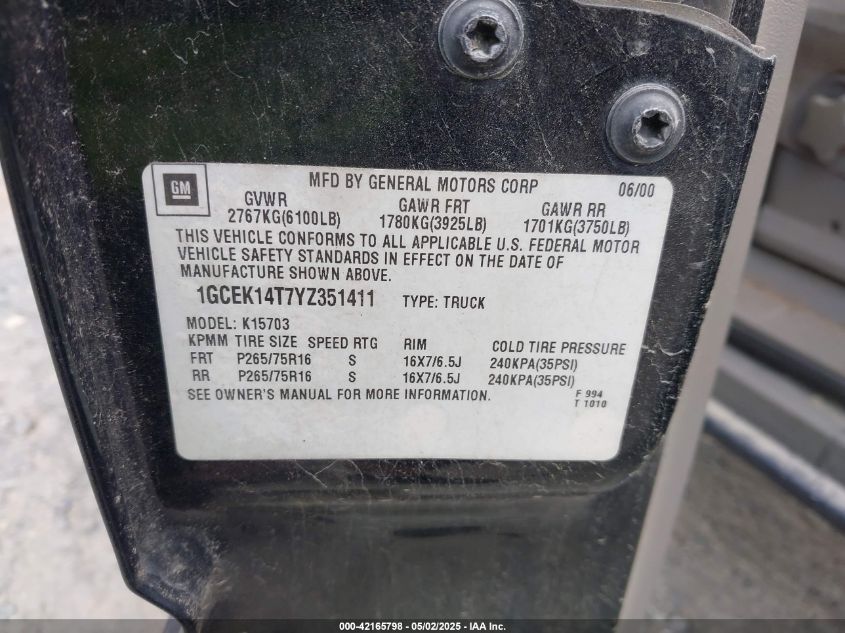 GM
MFD BY GENERAL MOTORS CORP 06/00
GVWR GAWR FRT GAWR RR
2767KG(6100LB) 1780KG(3925LB) 1701KG(3750LB)
THIS VEHICLE CONFORMS TO ALL APPLICABLE U.S. FEDERAL MOTOR
VEHICLE SAFETY STANDARDS IN EFFECT ON THE DATE OF
MANUFACTURE SHOWN ABOVE.
1GCEK14T7YZ351411 TYPE: TRUCK
MODEL: K15703
KPMM TIRE SIZE SPEED RTG RIM COLD TIRE PRESSURE
FRT P265/75R16 S 16X7/6.5J 240KPA(35PSI)
RR P265/75R16 S 16X7/6.5J 240KPA(35PSI)
SEE OWNER'S MANUAL FOR MORE INFORMATION.
F 994
T 1010
000-42165798 - 05/02/2025 - IAA Inc.